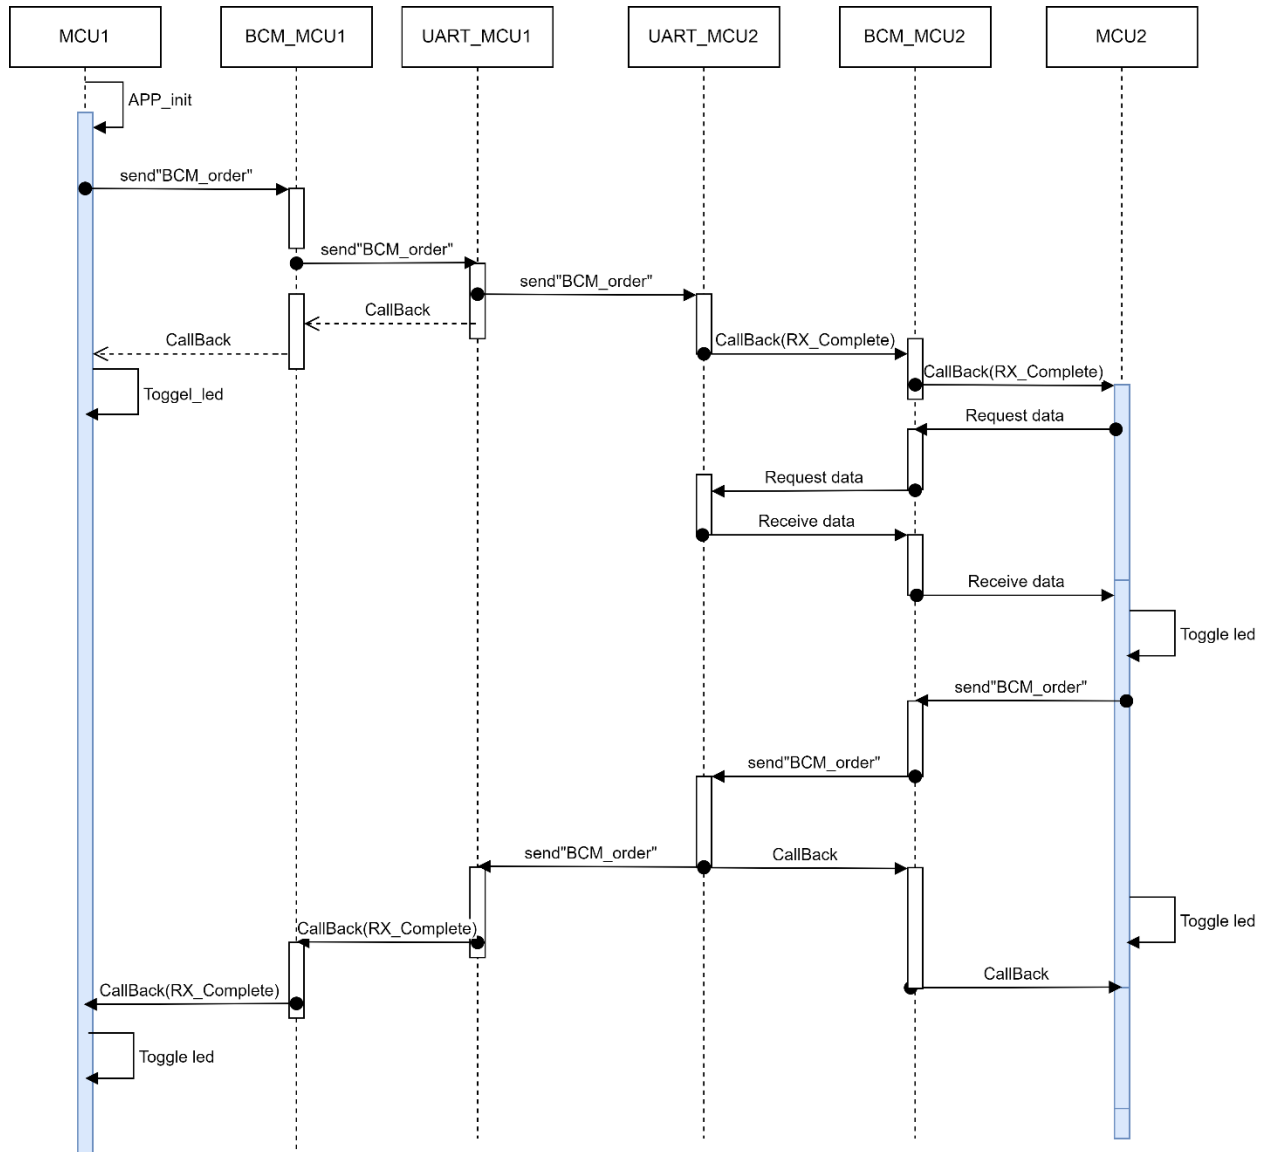 MCU1
BCM_MCU1
UART_MCU1
UART_MCU2
BCM_MCU2
MCU2
APP_init
send"BCM_order"
send"BCM_order"
send"BCM_order"
CallBack
CallBack
CallBack(RX_Complete)
CallBack(RX_Complete)
Toggel_led
Request data
Request data
Receive data
Receive data
Toggle led
send"BCM_order"
send"BCM_order"
send"BCM_order"
CallBack
Toggle led
CallBack(RX_Complete)
CallBack
CallBack(RX_Complete)
Toggle led